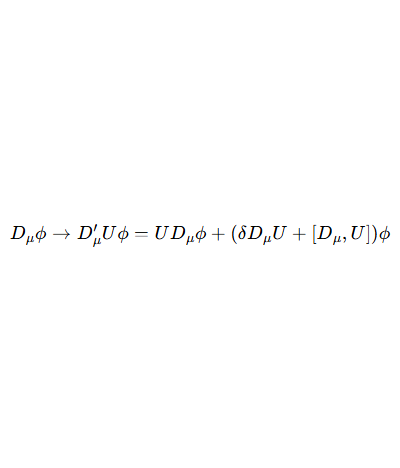 D_μϕ → D′_μUϕ = UD_μϕ + (δD_μU + [D_μ, U])ϕ